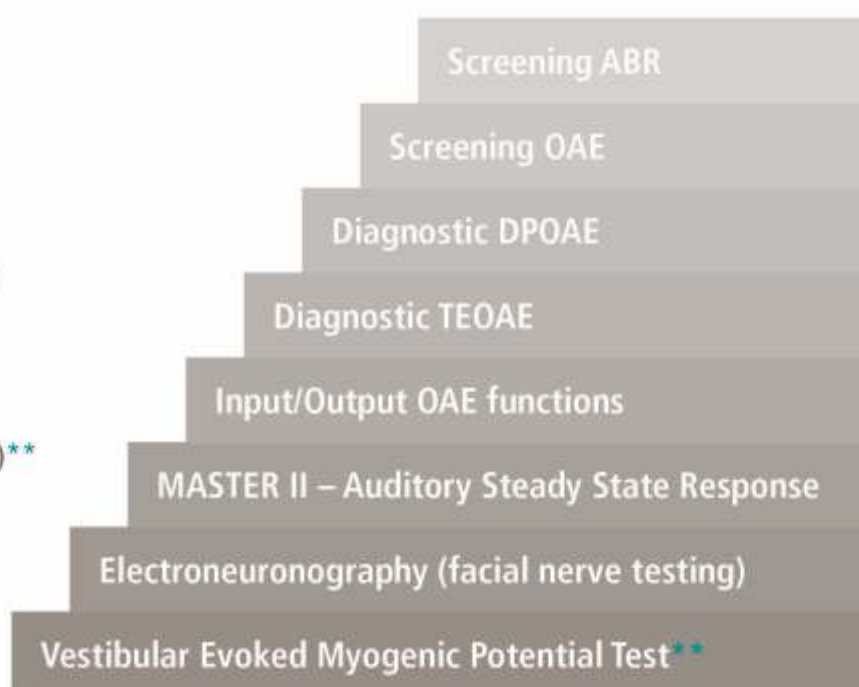 Screening ABR
Screening OAE
Diagnostic DPOAE
Diagnostic TEOAE
Input/Output OAE functions
)**
MASTER II – Auditory Steady State Response
Electroneuronography (facial nerve testing)
Vestibular Evoked Myogenic Potential Test**